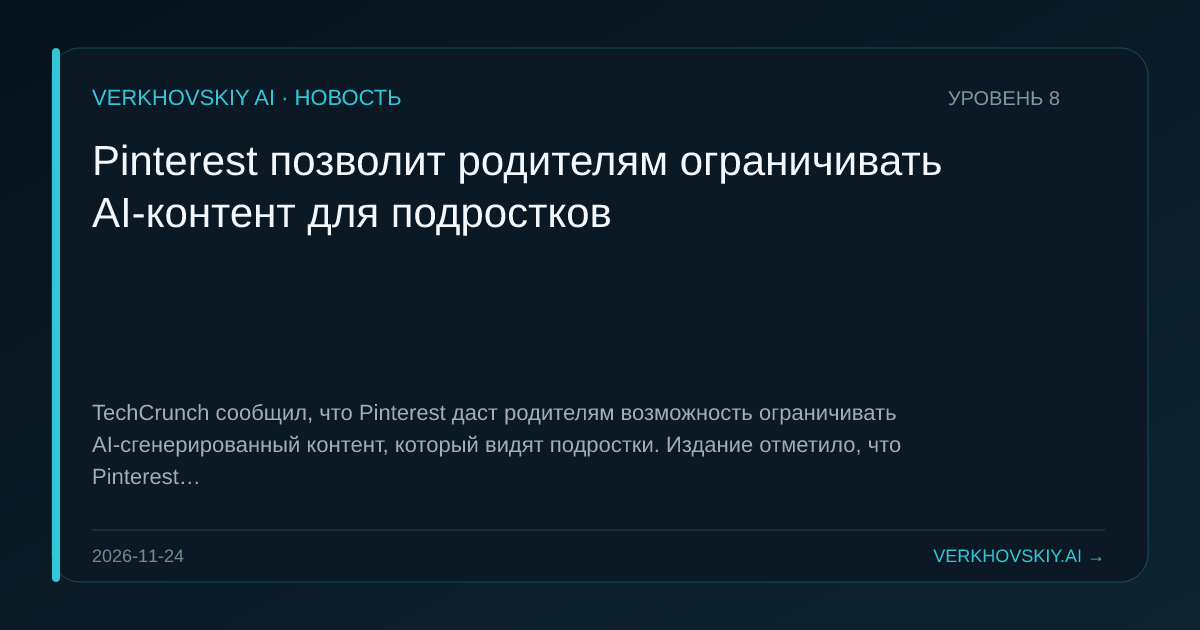 VERKHOVSKIY AI · НОВОСТЬ
УРОВЕНЬ 8
Pinterest позволит родителям ограничивать
AI-контент для подростков
TechCrunch сообщил, что Pinterest даст родителям возможность ограничивать
AI-сгенерированный контент, который видят подростки. Издание отметило, что
Pinterest…
2026-11-24
VERKHOVSKIY.AI →